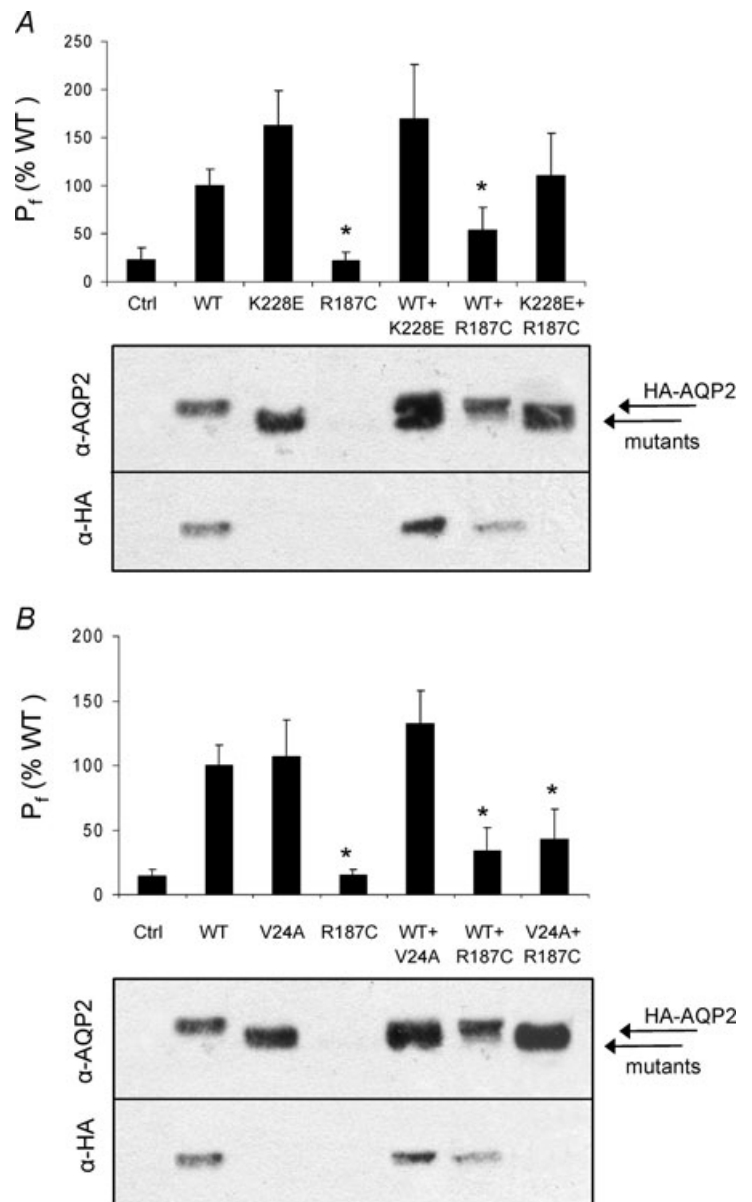 A
250
200
150
100
50
0
Pf (% WT )
Ctrl WT K228E R187C WT+ K228E WT+ R187C K228E+ R187C
α-AQP2
HA-AQP2
mutants
α-HA
*
*
B
200
150
100
50
0
Pf (% WT )
Ctrl WT V24A R187C WT+ V24A WT+ R187C V24A+ R187C
α-AQP2
HA-AQP2
mutants
α-HA
*
*
*